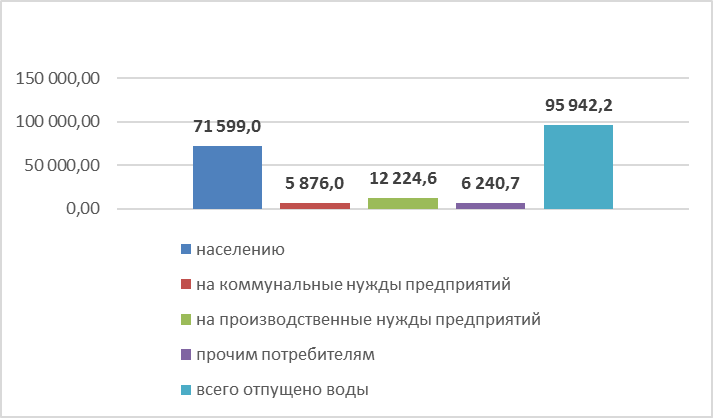 150 000,00
100 000,00
50 000,00
0,00
71 599,0
5 876,0
12 224,6
6 240,7
95 942,2
населению
на коммунальные нужды предприятий
на производственные нужды предприятий
прочим потребителям
всего отпущено воды